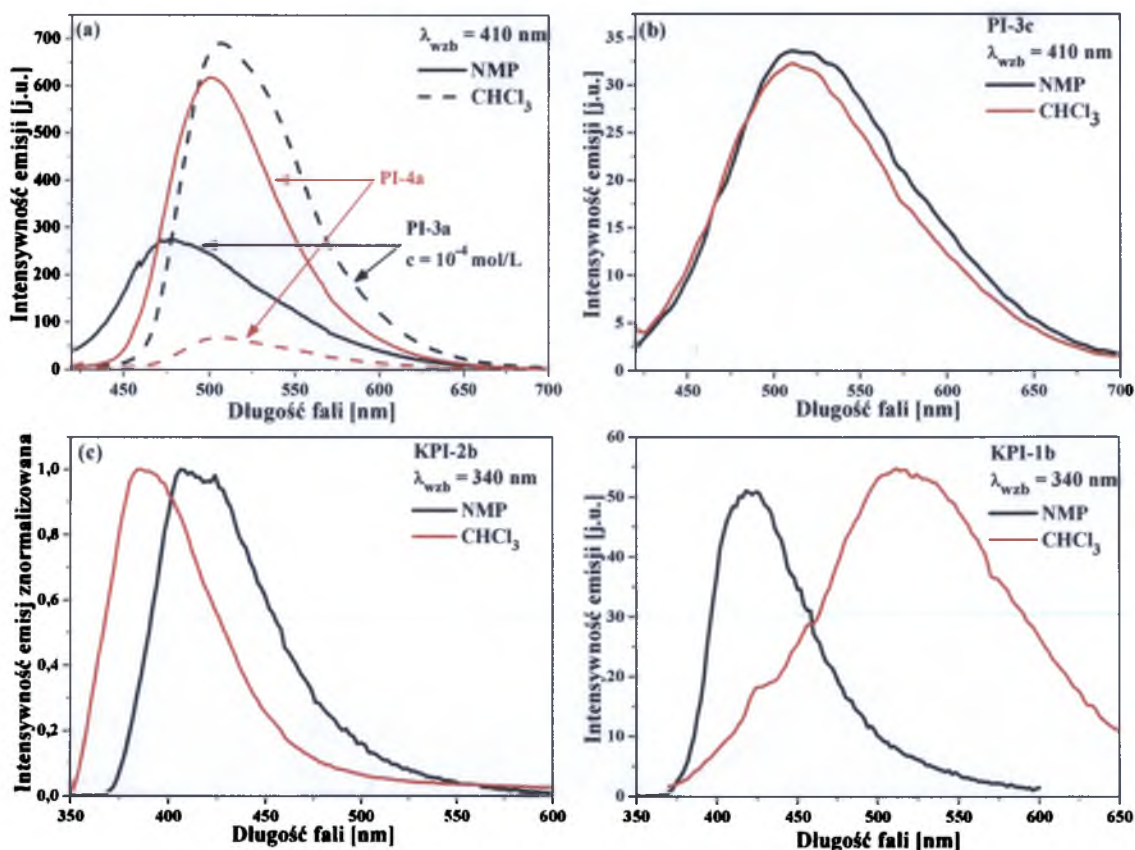 (a)
λwzb = 410 nm
NMP
CHCl3
PI-4a
PI-3a
c = 10⁻⁴ mol/L
Intensywność emisji [j.u.]
700
600
500
400
300
200
100
0
450 500 550 600 650 700
Długość fali [nm]
(b)
PI-3c
λwzb = 410 nm
NMP
CHCl3
Intensywność emisji [j.u.]
35
30
25
20
15
10
5
0
450 500 550 600 650 700
Długość fali [nm]
(c)
KPI-2b
λwzb = 340 nm
NMP
CHCl3
Intensywność emisj znormalizowana
1,0
0,8
0,6
0,4
0,2
0,0
350 400 450 500 550 600
Długość fali [nm]
KPI-1b
λwzb = 340 nm
NMP
CHCl3
Intensywność emisji [j.u.]
60
50
40
30
20
10
0
350 400 450 500 550 600 650
Długość fali [nm]